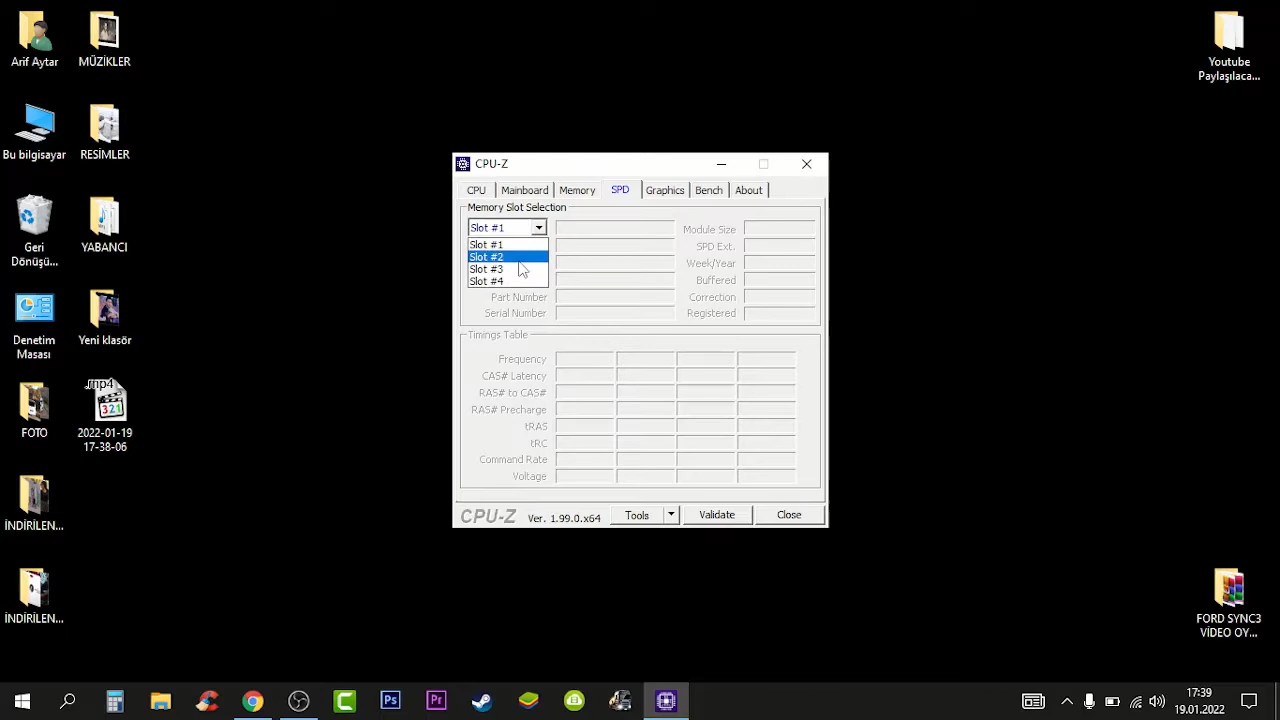 Arif Aytar
MÜZİKLER
Bu bilgisayar
RESİMLER
Geri
Dönüşü...
YABANCI
Denetim
Masası
Yeni klasör
FOTO
.mp4
321
2022-01-19
17-38-06
İNDİRİLEN...
İNDİRİLEN...
Youtube
Paylaşılaca...
FORD SYNC3
VİDEO OY...
CPU-Z
CPU
Mainboard
Memory
SPD
Graphics
Bench
About
Memory Slot Selection
Slot #1
Slot #1
Slot #2
Slot #3
Slot #4
Part Number
Serial Number
Module Size
SPD Ext.
Week/Year
Buffered
Correction
Registered
Timings Table
Frequency
CAS# Latency
RAS# to CAS#
RAS# Precharge
tRAS
tRC
Command Rate
Voltage
CPU-Z
Ver. 1.99.0.x64
Tools
Validate
Close
Ps
Pr
17:39
19.01.2022